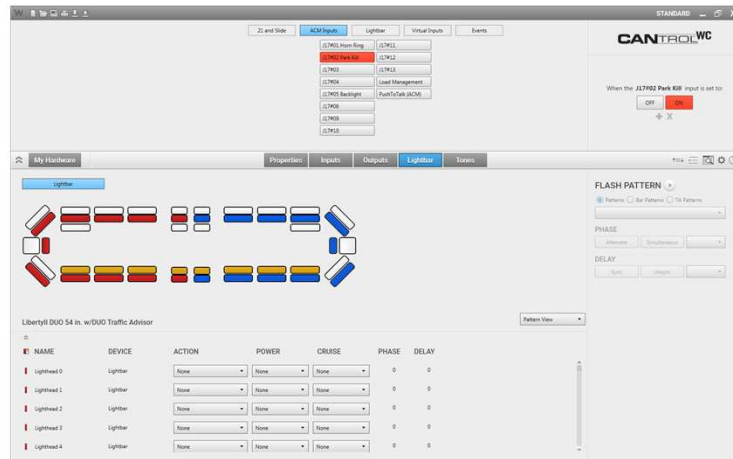 STANDARD
21 and Slide ACM Inputs Lightbar Virtual Inputs Events
CANTROL WC
J17#01 Horn Ring J17#11
J17#02 Park Kill J17#12
J17#03 J17#13
J17#04 Load Management
J17#05 Backlight PushToTalk (ACM)
J17#08
J17#09
J17#10
When the J17#02 Park Kill input is set to:
OFF ON
My Hardware Properties Inputs Outputs Lightbar Tones
Lightbar
FLASH PATTERN
Patterns Bar Patterns TA Patterns
PHASE
Alternate Simultaneous
DELAY
Sync Unsync
LibertyII DUO 54 in. w/DUO Traffic Advisor
Pattern View
NAME DEVICE ACTION POWER CRUISE PHASE DELAY
Lighthead 0 Lightbar None None None 0 0
Lighthead 1 Lightbar None None None 0 0
Lighthead 2 Lightbar None None None 0 0
Lighthead 3 Lightbar None None None 0 0
Lighthead 4 Lightbar None None None 0 0